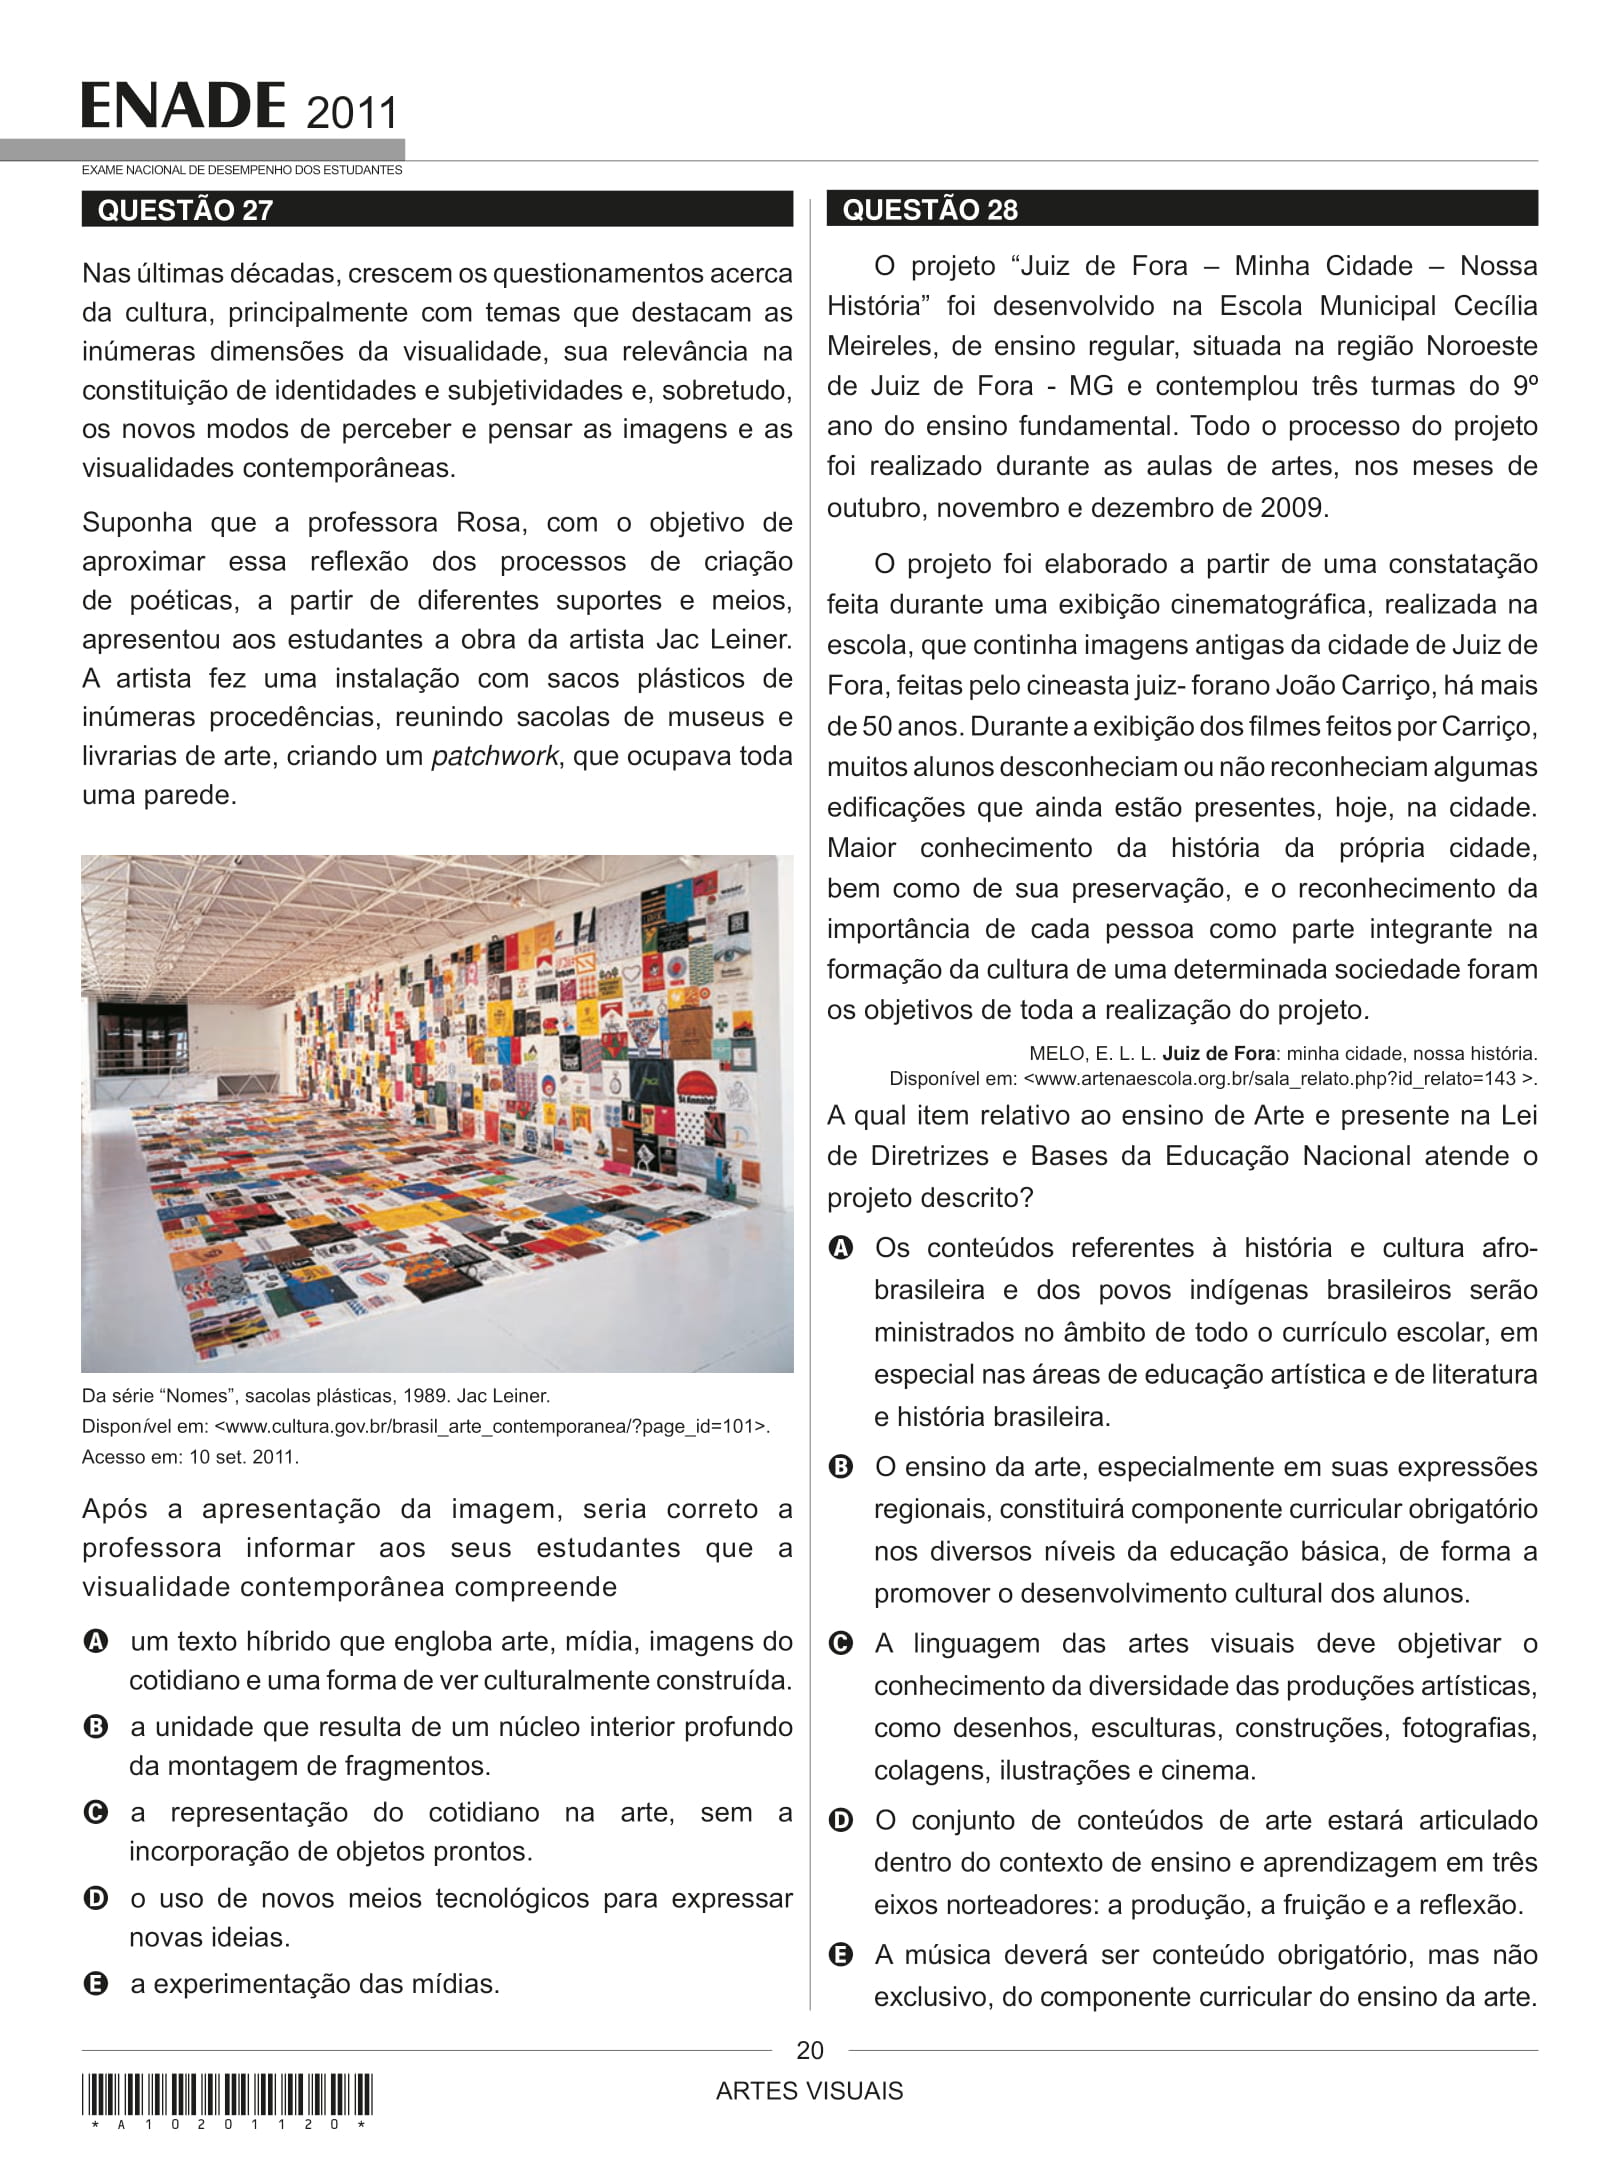 ENADE 2011
EXAME NACIONAL DE DESEMPENHO DOS ESTUDANTES
QUESTÃO 27
Nas últimas décadas, crescem os questionamentos acerca
da cultura, principalmente com temas que destacam as
inúmeras dimensões da visualidade, sua relevância na
constituição de identidades e subjetividades e, sobretudo,
os novos modos de perceber e pensar as imagens e as
visualidades contemporâneas.
Suponha que a professora Rosa, com o objetivo de
aproximar essa reflexão dos processos de criação
de poéticas, a partir de diferentes suportes e meios,
apresentou aos estudantes a obra da artista Jac Leiner.
A artista fez uma instalação com sacos plásticos de
inúmeras procedências, reunindo sacolas de museus e
livrarias de arte, criando um patchwork, que ocupava toda
uma parede.
Da série “Nomes”, sacolas plásticas, 1989. Jac Leiner.
Disponível em: <www.cultura.gov.br/brasil_arte_contemporanea/?page_id=101>.
Acesso em: 10 set. 2011.
Após a apresentação da imagem, seria correto a
professora informar aos seus estudantes que a
visualidade contemporânea compreende
A um texto híbrido que engloba arte, mídia, imagens do
cotidiano e uma forma de ver culturalmente construída.
B a unidade que resulta de um núcleo interior profundo
da montagem de fragmentos.
C a representação do cotidiano na arte, sem a
incorporação de objetos prontos.
D o uso de novos meios tecnológicos para expressar
novas ideias.
E a experimentação das mídias.
QUESTÃO 28
O projeto “Juiz de Fora – Minha Cidade – Nossa
História” foi desenvolvido na Escola Municipal Cecília
Meireles, de ensino regular, situada na região Noroeste
de Juiz de Fora - MG e contemplou três turmas do 9º
ano do ensino fundamental. Todo o processo do projeto
foi realizado durante as aulas de artes, nos meses de
outubro, novembro e dezembro de 2009.
O projeto foi elaborado a partir de uma constatação
feita durante uma exibição cinematográfica, realizada na
escola, que continha imagens antigas da cidade de Juiz de
Fora, feitas pelo cineasta juiz- forano João Carriço, há mais
de 50 anos. Durante a exibição dos filmes feitos por Carriço,
muitos alunos desconheciam ou não reconheciam algumas
edificações que ainda estão presentes, hoje, na cidade.
Maior conhecimento da história da própria cidade,
bem como de sua preservação, e o reconhecimento da
importância de cada pessoa como parte integrante na
formação da cultura de uma determinada sociedade foram
os objetivos de toda a realização do projeto.
MELO, E. L. L. Juiz de Fora: minha cidade, nossa história.
Disponível em: <www.artenaescola.org.br/sala_relato.php?id_relato=143 >.
A qual item relativo ao ensino de Arte e presente na Lei
de Diretrizes e Bases da Educação Nacional atende o
projeto descrito?
A Os conteúdos referentes à história e cultura afro-
brasileira e dos povos indígenas brasileiros serão
ministrados no âmbito de todo o currículo escolar, em
especial nas áreas de educação artística e de literatura
e história brasileira.
B O ensino da arte, especialmente em suas expressões
regionais, constituirá componente curricular obrigatório
nos diversos níveis da educação básica, de forma a
promover o desenvolvimento cultural dos alunos.
C A linguagem das artes visuais deve objetivar o
conhecimento da diversidade das produções artísticas,
como desenhos, esculturas, construções, fotografias,
colagens, ilustrações e cinema.
D O conjunto de conteúdos de arte estará articulado
dentro do contexto de ensino e aprendizagem em três
eixos norteadores: a produção, a fruição e a reflexão.
E A música deverá ser conteúdo obrigatório, mas não
exclusivo, do componente curricular do ensino da arte.
20
ARTES VISUAIS
*A10201120*